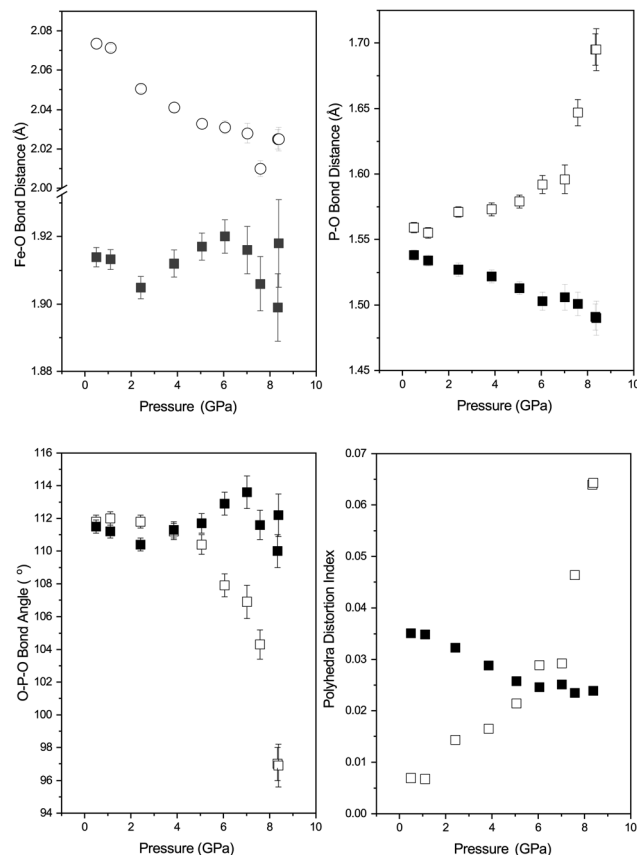 Fe-O Bond Distance (Å)
2.08
2.06
2.04
2.02
2.00
1.92
1.90
1.88
0 2 4 6 8 10
Pressure (GPa)
P-O Bond Distance (Å)
1.70
1.65
1.60
1.55
1.50
1.45
0 2 4 6 8 10
Pressure (GPa)
O-P-O Bond Angle ( °)
116
114
112
110
108
106
104
102
100
98
96
94
0 2 4 6 8 10
Pressure (GPa)
Polyhedra Distortion Index
0.07
0.06
0.05
0.04
0.03
0.02
0.01
0.00
0 2 4 6 8 10
Pressure (GPa)